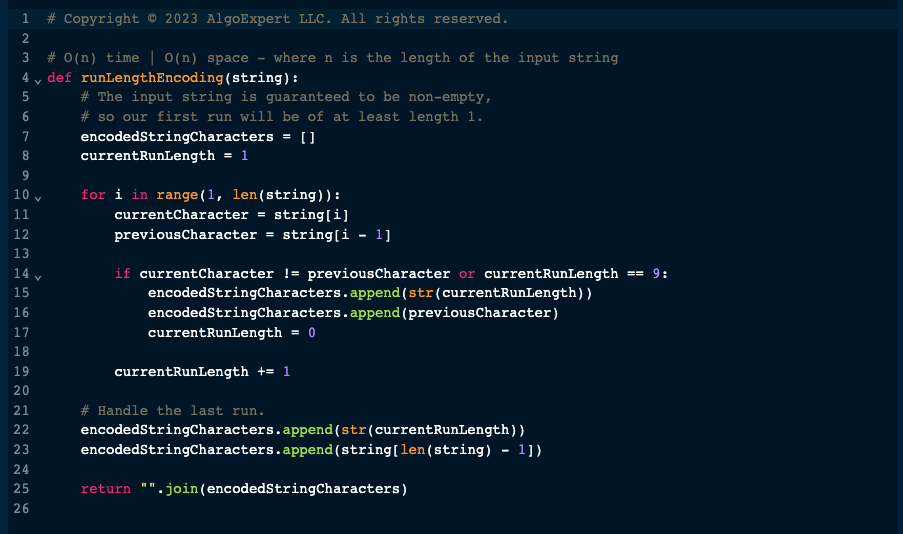 1 # Copyright © 2023 AlgoExpert LLC. All rights reserved.
2
3 # O(n) time | O(n) space - where n is the length of the input string
4 def runLengthEncoding(string):
5     # The input string is guaranteed to be non-empty,
6     # so our first run will be of at least length 1.
7     encodedStringCharacters = []
8     currentRunLength = 1
9
10     for i in range(1, len(string)):
11         currentCharacter = string[i]
12         previousCharacter = string[i - 1]
13
14         if currentCharacter != previousCharacter or currentRunLength == 9:
15             encodedStringCharacters.append(str(currentRunLength))
16             encodedStringCharacters.append(previousCharacter)
17             currentRunLength = 0
18
19         currentRunLength += 1
20
21     # Handle the last run.
22     encodedStringCharacters.append(str(currentRunLength))
23     encodedStringCharacters.append(string[len(string) - 1])
24
25     return "".join(encodedStringCharacters)
26